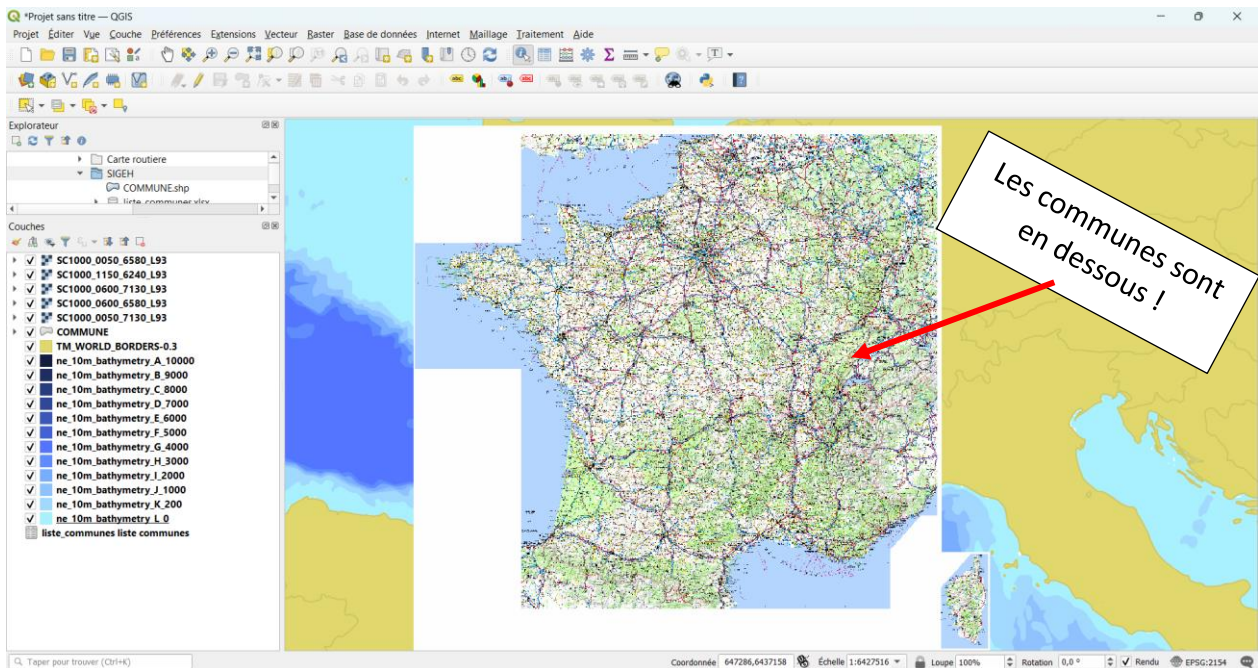 *Projet sans titre — QGIS
Projet Éditer Vue Couche Préférences Extensions Vecteur Raster Base de données Internet Maillage Traitement Aide
Explorateur
Carte routiere
SIGEH
COMMUNE.shp
liste_communes.xlsx
Couches
SC1000_0050_6580_L93
SC1000_1150_6240_L93
SC1000_0600_7130_L93
SC1000_0600_6580_L93
SC1000_0050_7130_L93
COMMUNE
TM_WORLD_BORDERS-0.3
ne_10m_bathymetry_A_10000
ne_10m_bathymetry_B_9000
ne_10m_bathymetry_C_8000
ne_10m_bathymetry_D_7000
ne_10m_bathymetry_E_6000
ne_10m_bathymetry_F_5000
ne_10m_bathymetry_G_4000
ne_10m_bathymetry_H_3000
ne_10m_bathymetry_I_2000
ne_10m_bathymetry_J_1000
ne_10m_bathymetry_K_200
ne_10m_bathymetry_L_0
liste_communes liste communes
Les communes sont
en dessous !
Taper pour trouver (Ctrl+K)
Coordonnée 647286,6437158 Échelle 1:6427516 Loupe 100% Rotation 0,0 ° Rendu EPSG:2154